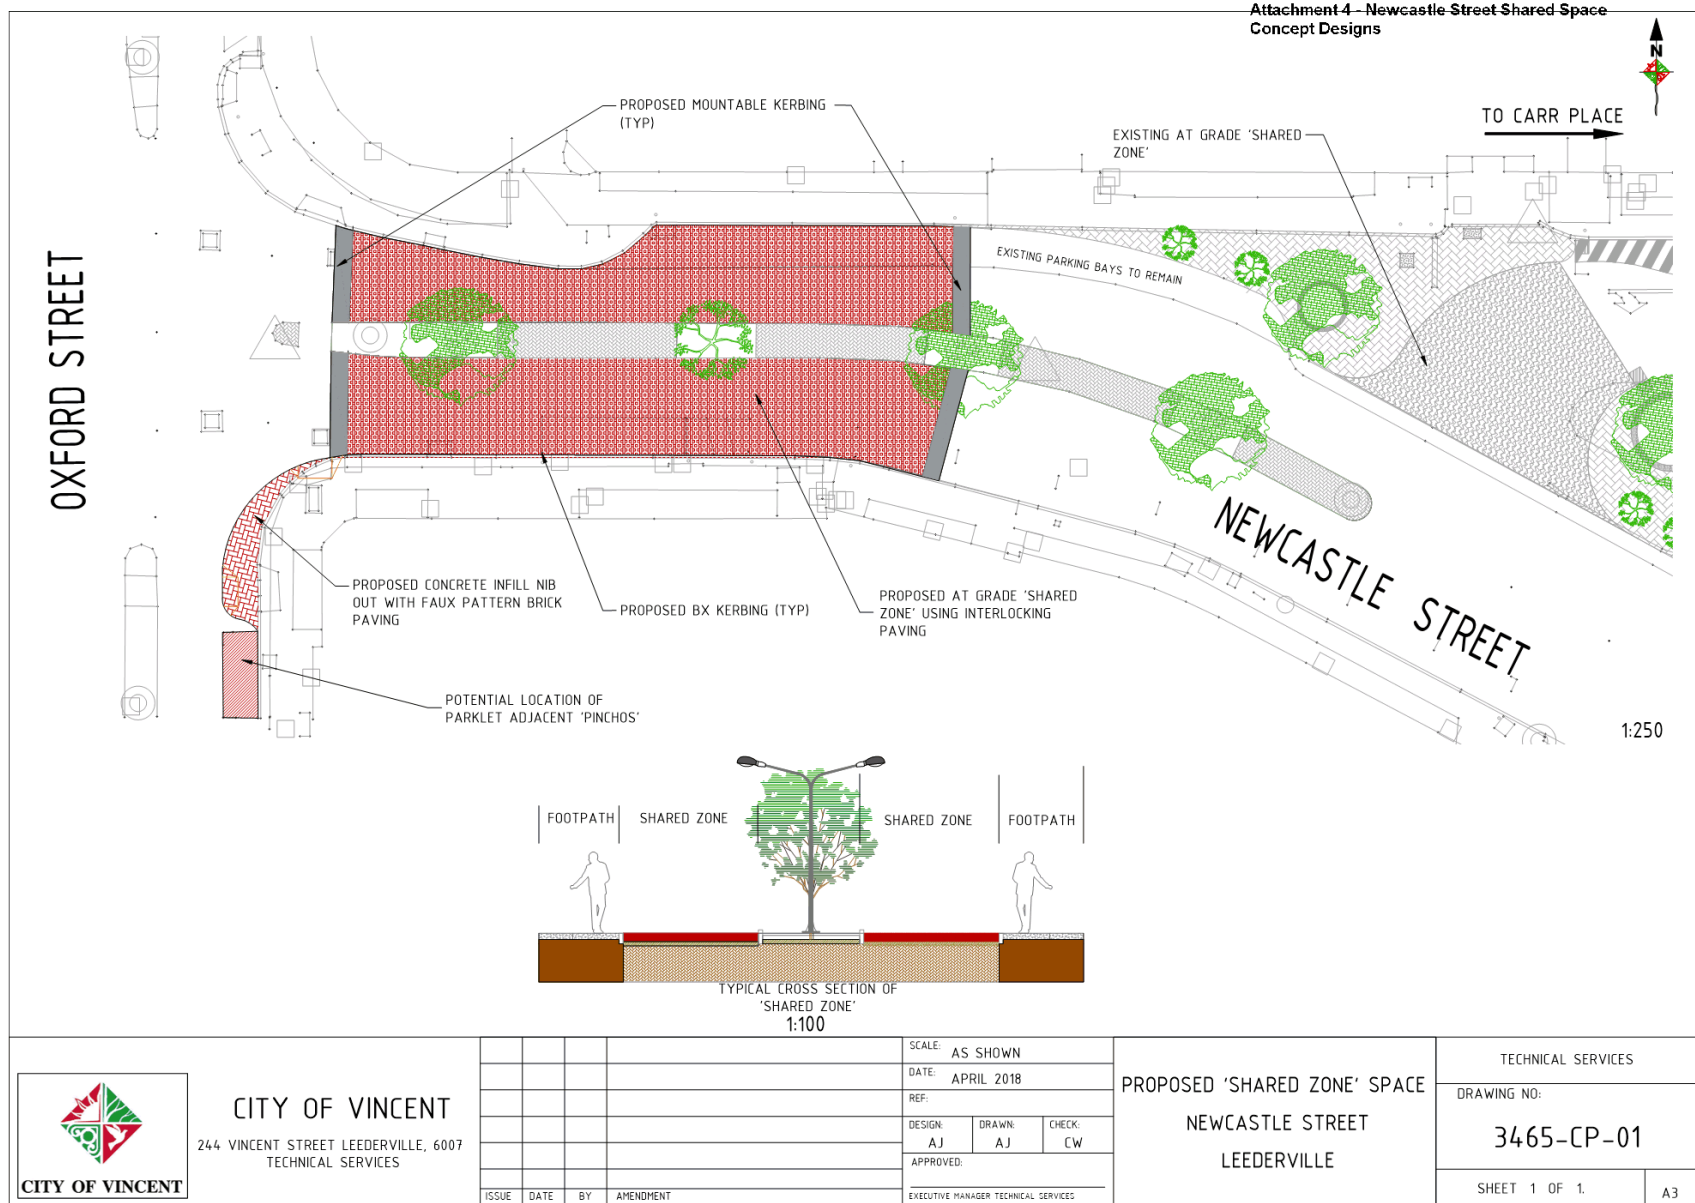 Attachment 4 - Newcastle Street Shared Space
Concept Designs
N
TO CARR PLACE
PROPOSED MOUNTABLE KERBING
(TYP)
EXISTING AT GRADE 'SHARED
ZONE'
EXISTING PARKING BAYS TO REMAIN
OXFORD STREET
NEWCASTLE STREET
PROPOSED CONCRETE INFILL NIB
OUT WITH FAUX PATTERN BRICK
PAVING
PROPOSED BX KERBING (TYP)
PROPOSED AT GRADE 'SHARED
ZONE' USING INTERLOCKING
PAVING
POTENTIAL LOCATION OF
PARKLET ADJACENT 'PINCHOS'
1:250
FOOTPATH
SHARED ZONE
SHARED ZONE
FOOTPATH
TYPICAL CROSS SECTION OF
'SHARED ZONE'
1:100
CITY OF VINCENT
CITY OF VINCENT
244 VINCENT STREET LEEDERVILLE, 6007
TECHNICAL SERVICES
ISSUE DATE BY AMENDMENT
SCALE: AS SHOWN
DATE: APRIL 2018
REF:
DESIGN: DRAWN: CHECK:
AJ AJ CW
APPROVED:
EXECUTIVE MANAGER TECHNICAL SERVICES
PROPOSED 'SHARED ZONE' SPACE
NEWCASTLE STREET
LEEDERVILLE
TECHNICAL SERVICES
DRAWING NO:
3465-CP-01
SHEET 1 OF 1.
A3